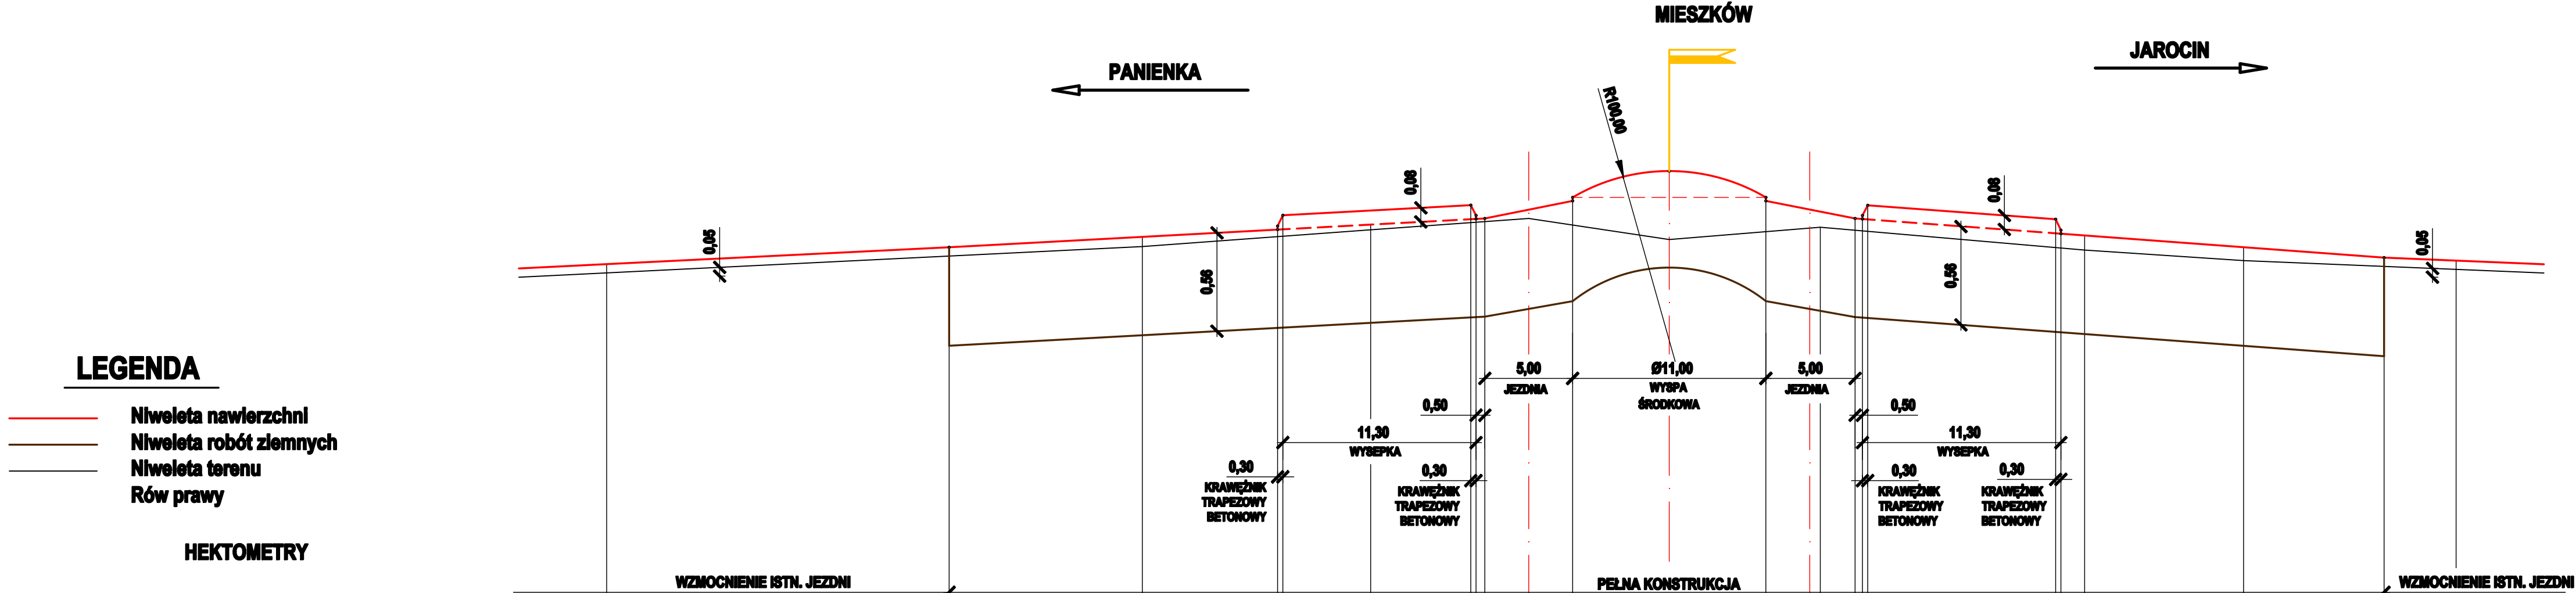 MIESZKÓW
PANIENKA
JAROCIN
R100,00
0,08
0,08
0,05
0,05
0,56
0,56
LEGENDA
Niweleta nawierzchni
Niweleta robót ziemnych
Niweleta terenu
Rów prawy
HEKTOMETRY
5,00
JEZDNIA
Ø11,00
WYSPA
ŚRODKOWA
5,00
JEZDNIA
0,50
0,50
11,30
WYSEPKA
11,30
WYSEPKA
0,30
KRAWĘŻNIK
TRAPEZOWY
BETONOWY
0,30
KRAWĘŻNIK
TRAPEZOWY
BETONOWY
0,30
KRAWĘŻNIK
TRAPEZOWY
BETONOWY
0,30
KRAWĘŻNIK
TRAPEZOWY
BETONOWY
WZMOCNIENIE ISTN. JEZDNI
PEŁNA KONSTRUKCJA
WZMOCNIENIE ISTN. JEZDNI